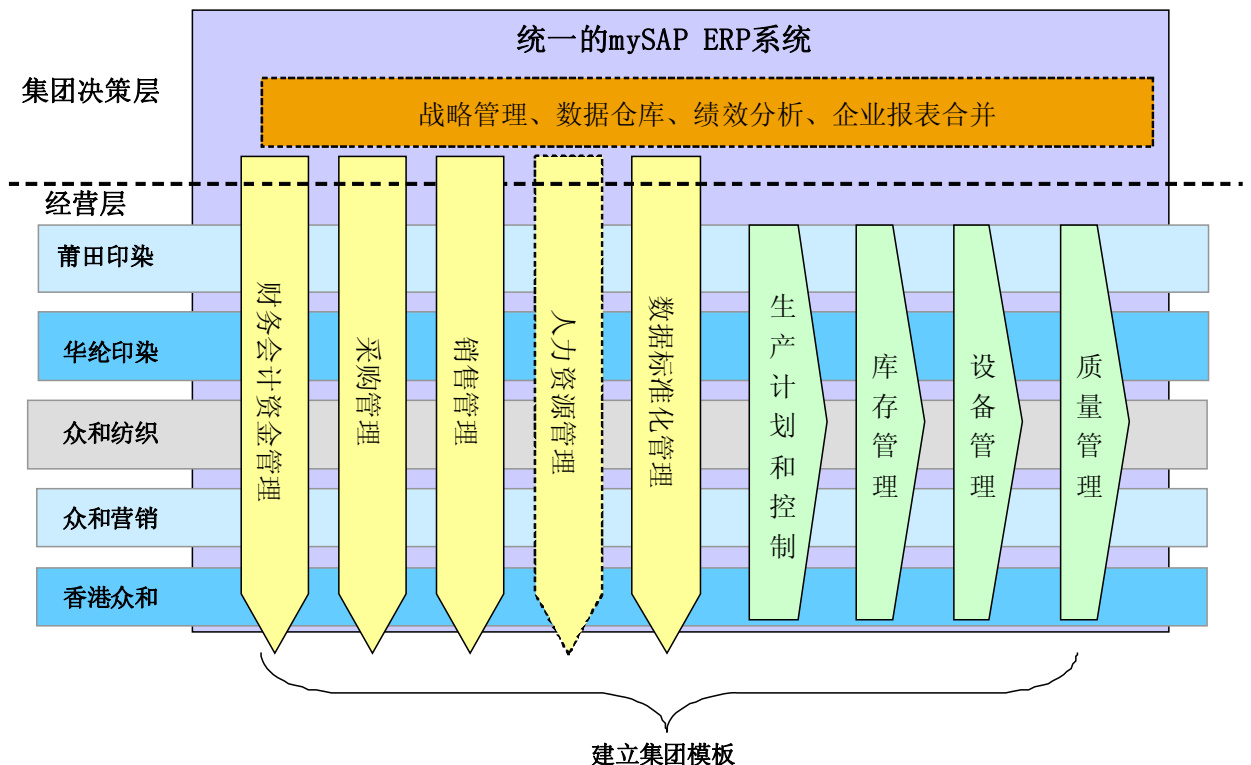 统一的mySAP ERP系统
集团决策层
战略管理、数据仓库、绩效分析、企业报表合并
经营层
莆田印染
华纶印染
众和纺织
众和营销
香港众和
财务会计资金管理
采购管理
销售管理
人力资源管理
数据标准化管理
生产计划和控制
库存管理
设备管理
质量管理
建立集团模板